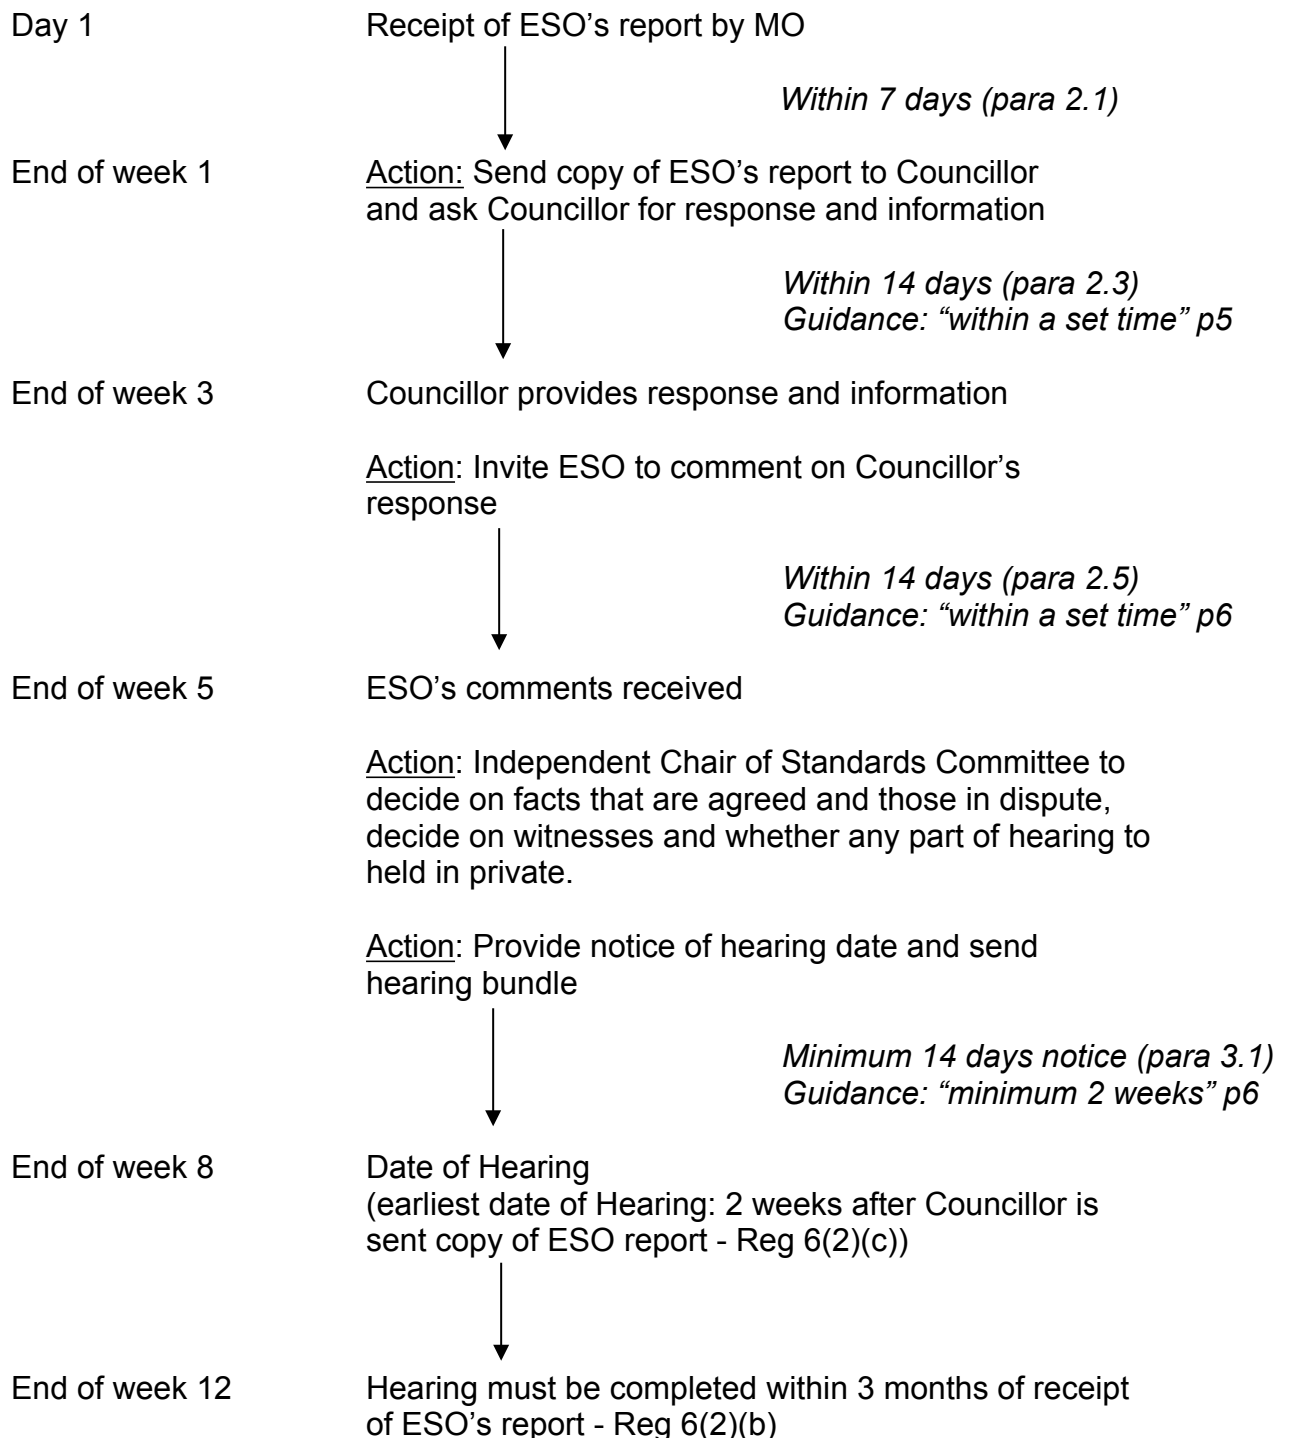 Day 1 Receipt of ESO’s report by MO
Within 7 days (para 2.1)
End of week 1 Action: Send copy of ESO’s report to Councillor
and ask Councillor for response and information
Within 14 days (para 2.3)
Guidance: “within a set time” p5
End of week 3 Councillor provides response and information
Action: Invite ESO to comment on Councillor’s
response
Within 14 days (para 2.5)
Guidance: “within a set time” p6
End of week 5 ESO’s comments received
Action: Independent Chair of Standards Committee to
decide on facts that are agreed and those in dispute,
decide on witnesses and whether any part of hearing to
held in private.
Action: Provide notice of hearing date and send
hearing bundle
Minimum 14 days notice (para 3.1)
Guidance: “minimum 2 weeks” p6
End of week 8 Date of Hearing
(earliest date of Hearing: 2 weeks after Councillor is
sent copy of ESO report - Reg 6(2)(c))
End of week 12 Hearing must be completed within 3 months of receipt
of ESO’s report - Reg 6(2)(b)